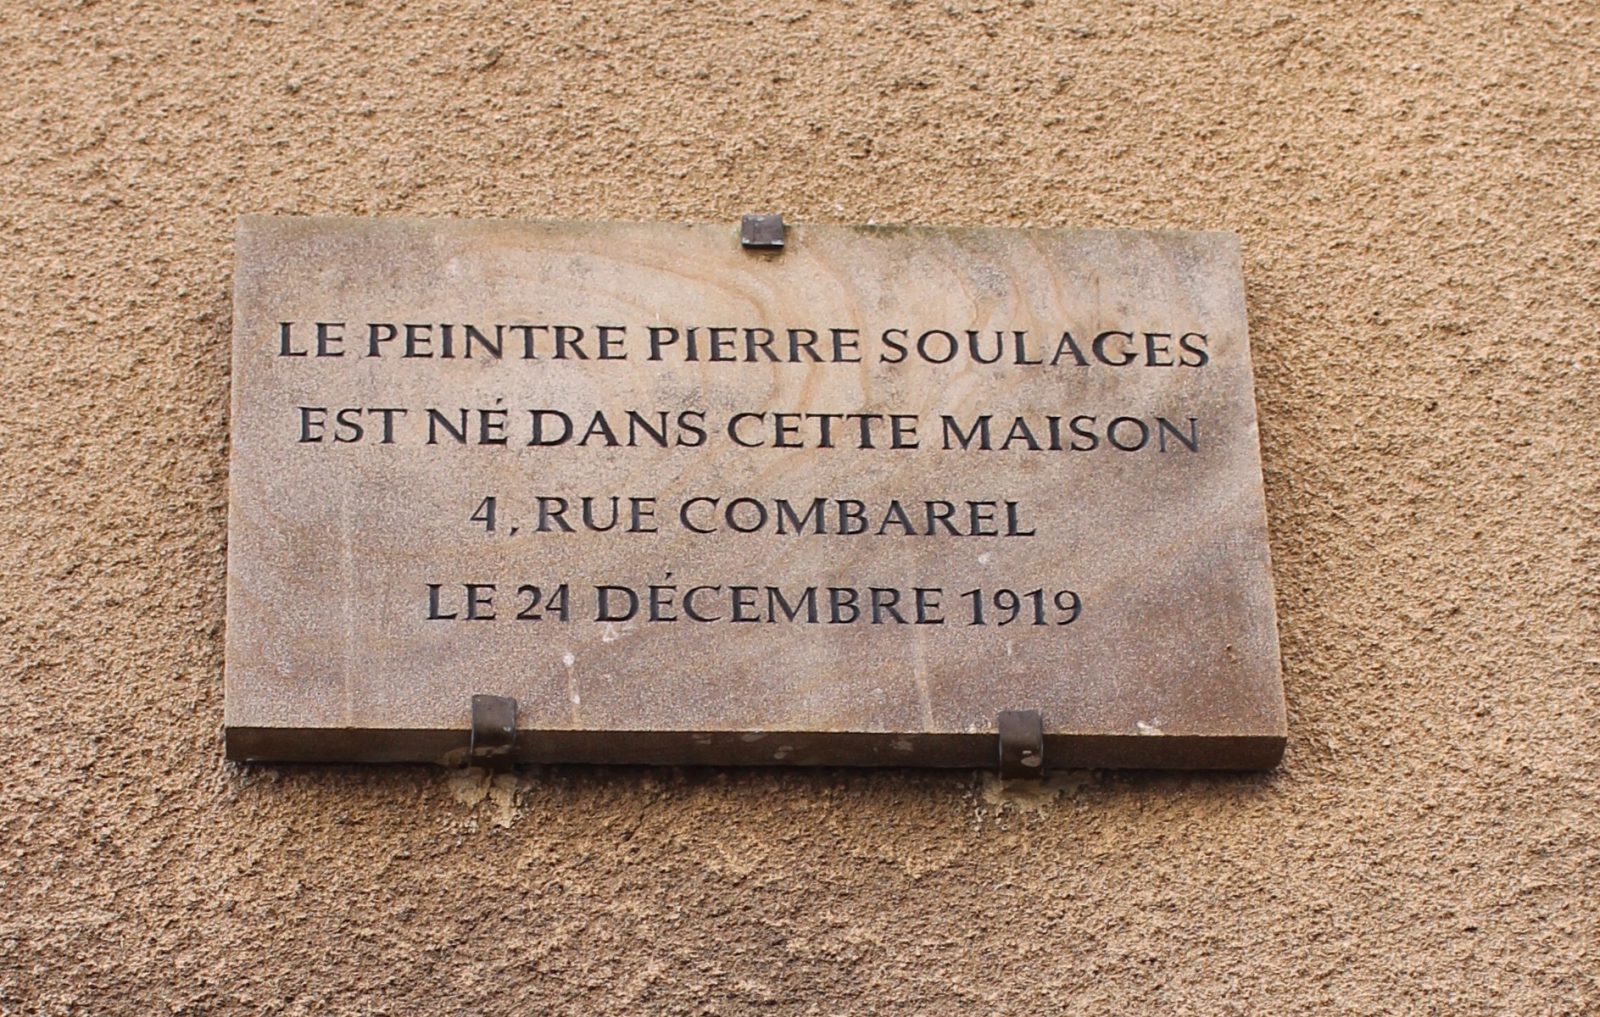 LE PEINTRE PIERRE SOULAGES
EST NÉ DANS CETTE MAISON
4, RUE COMBAREL
LE 24 DÉCEMBRE 1919